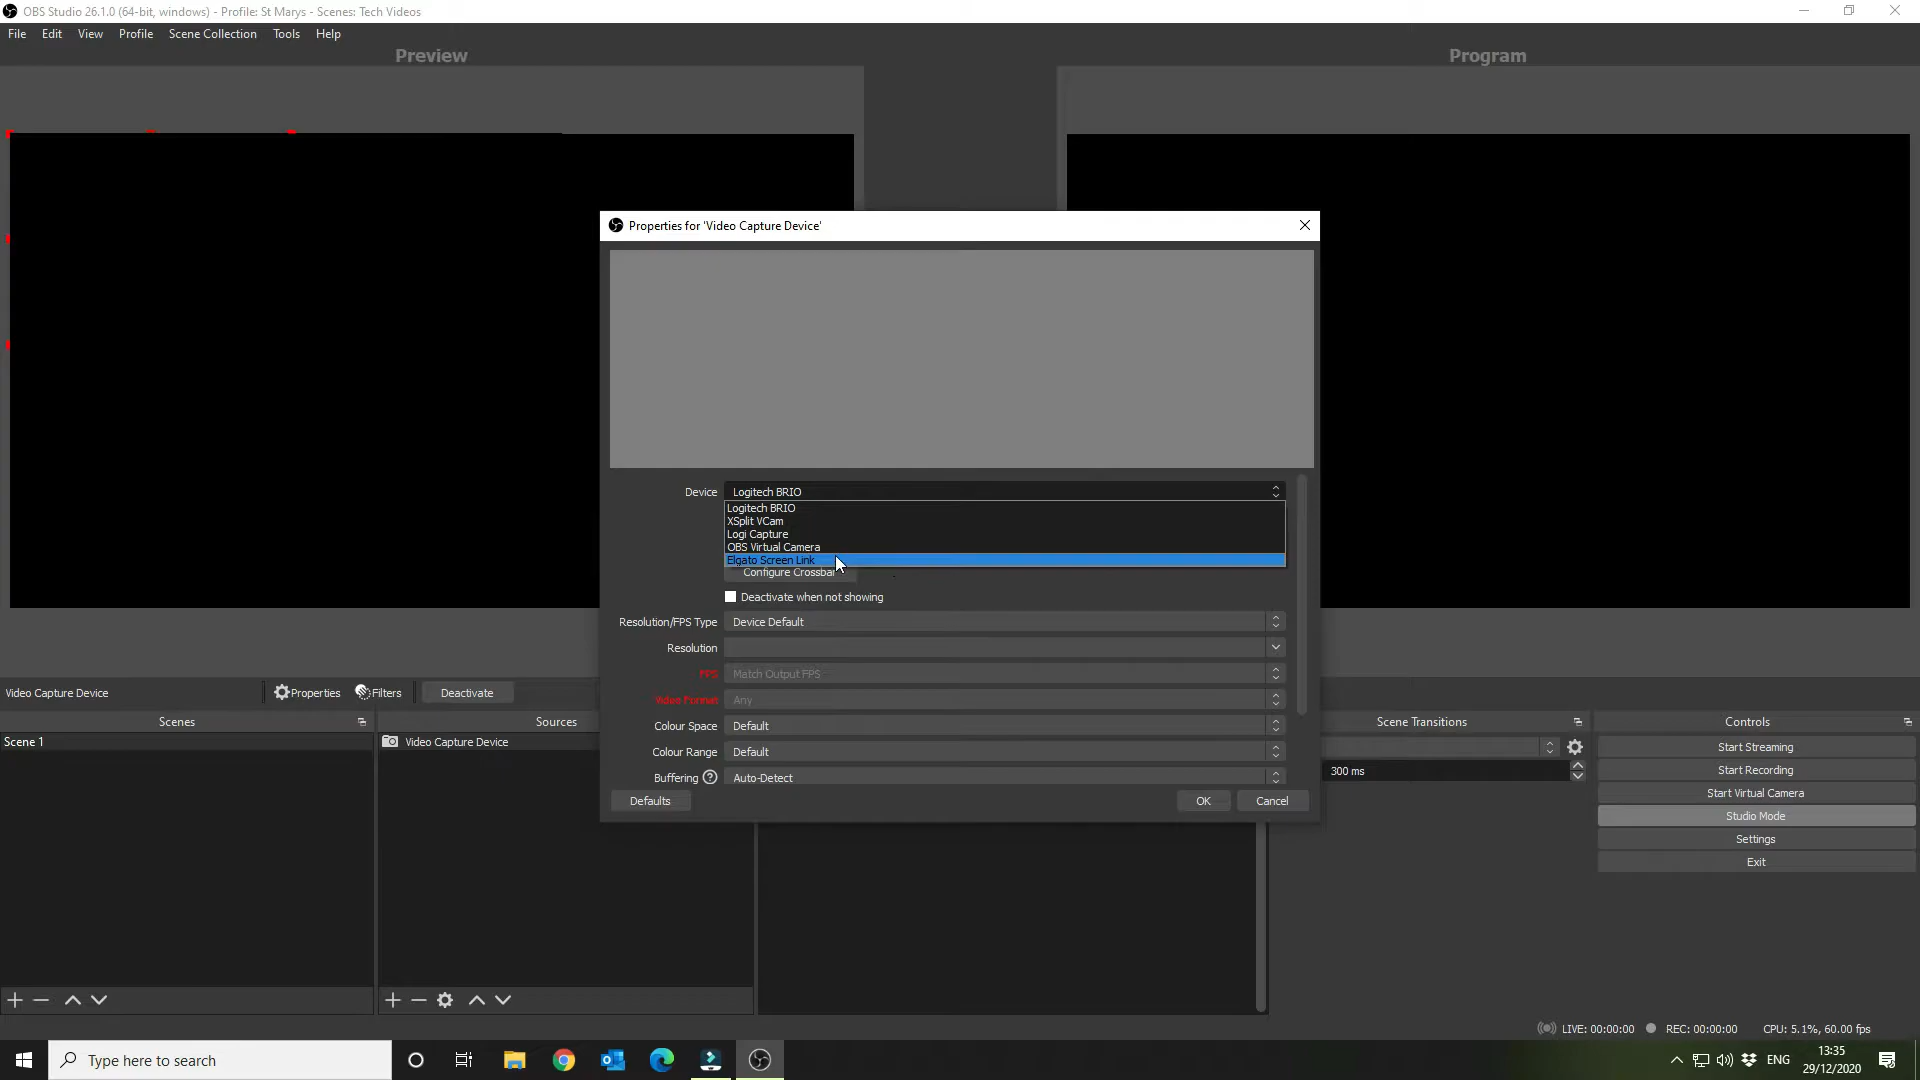 OBS Studio 26.1.0 (64-bit, windows) - Profile: St Marys - Scenes: Tech Videos
File Edit View Profile Scene Collection Tools Help
Preview
Program
Properties for 'Video Capture Device'
Device Logitech BRIO
Logitech BRIO
XSplit VCam
Logi Capture
OBS Virtual Camera
Elgato Screen Link
Configure Crossbar
Deactivate when not showing
Resolution/FPS Type Device Default
Resolution
FPS Match Output FPS
Video Format Any
Colour Space Default
Colour Range Default
Buffering ? Auto-Detect
Defaults OK Cancel
Video Capture Device Properties Filters Deactivate
Scenes
Scene 1
Sources
Video Capture Device
Scene Transitions
300 ms
Controls
Start Streaming
Start Recording
Start Virtual Camera
Studio Mode
Settings
Exit
LIVE: 00:00:00 REC: 00:00:00 CPU: 5.1%, 60.00 fps
Type here to search
ENG
13:35
29/12/2020